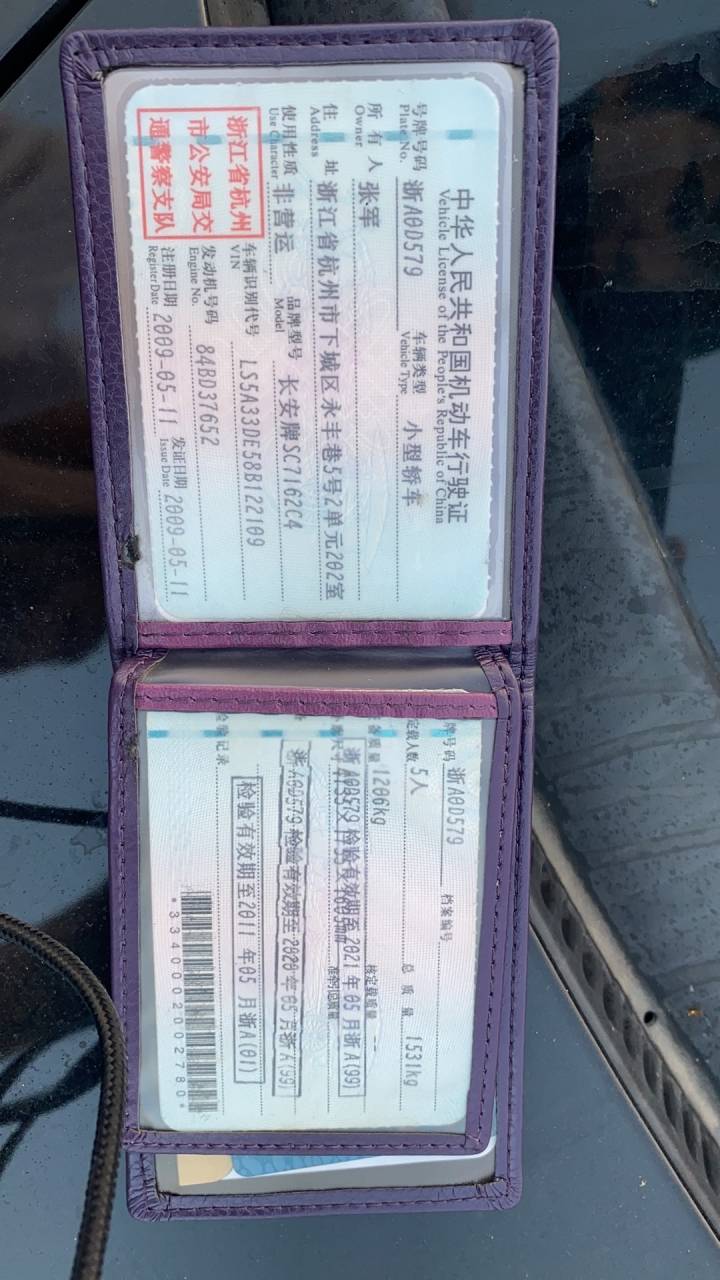 中华人民共和国机动车行驶证
Vehicle License of the People's Republic of China
号牌号码 浙A0D579 车辆类型 小型轿车
Plate No. Vehicle Type
所有人 张军
Owner
住址 浙江省杭州市下城区永丰巷5号2单元202室
Address
使用性质 非营运 品牌型号 长安牌SC7162C4
Use Character Model
浙江省杭州
市公安局交
通警察支队
车辆识别代号 LS5A33DE58B122109
VIN
发动机号码 84BD37652
Engine No.
注册日期 2009-05-11 发证日期 2009-05-11
Register Date Issue Date
牌号码 浙A0D579 档案编号
定载人数 5人 总质量 1531kg
质量 1206kg 核定载质量 --
浙A0D579 检验有效期至2021年05月浙A(99)
浙A0D579 检验有效期至2020年05月浙A(99)
检验有效期至2011年05月浙A(01)
验记录
*3340002002780*